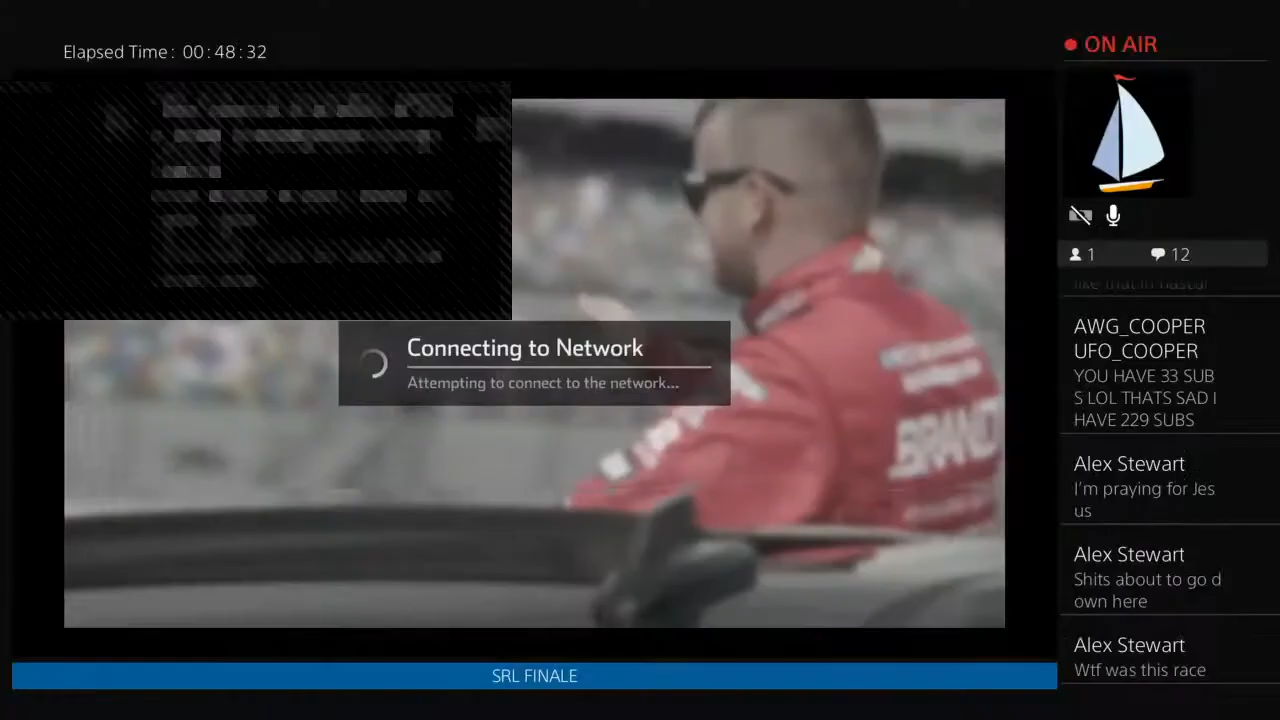 Elapsed Time: 00:48:32
ON AIR
1
12
AWG_COOPER
UFO_COOPER
YOU HAVE 33 SUB
S LOL THATS SAD I
HAVE 229 SUBS
Alex Stewart
I'm praying for Jes
us
Alex Stewart
Shits about to go d
own here
Alex Stewart
Wtf was this race
Connecting to Network
Attempting to connect to the network...
BRANDT
SRL FINALE